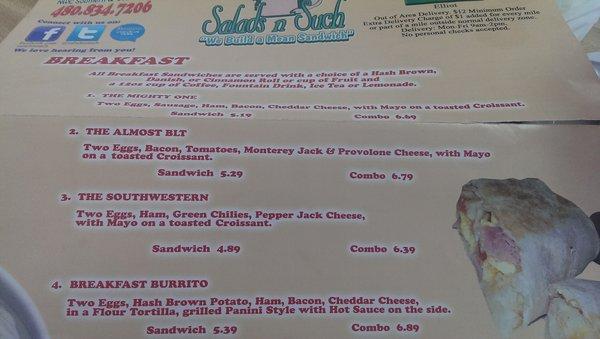 480.834.7206
Connect with us on:
We love hearing from you!
Salads n Such
"We Build a Mean Sandwich"
Elliot
Out of Area Delivery, $12 Minimum Order
Extra Delivery Charge of $1 added for every mile
or part of a mile outside normal delivery zone.
Delivery: Mon-Fri 9am-2pm.
No personal checks accepted.
BREAKFAST
All Breakfast Sandwiches are served with a choice of a Hash Brown,
Danish, or Cinnamon Roll or cup of Fruit and
a 12oz cup of Coffee, Fountain Drink, Ice Tea or Lemonade.
1. THE MIGHTY ONE
Two Eggs, Sausage, Ham, Bacon, Cheddar Cheese, with Mayo on a toasted Croissant.
Sandwich 5.19 Combo 6.69
2. THE ALMOST BLT
Two Eggs, Bacon, Tomatoes, Monterey Jack & Provolone Cheese, with Mayo
on a toasted Croissant.
Sandwich 5.29 Combo 6.79
3. THE SOUTHWESTERN
Two Eggs, Ham, Green Chilies, Pepper Jack Cheese,
with Mayo on a toasted Croissant.
Sandwich 4.89 Combo 6.39
4. BREAKFAST BURRITO
Two Eggs, Hash Brown Potato, Ham, Bacon, Cheddar Cheese,
in a Flour Tortilla, grilled Panini Style with Hot Sauce on the side.
Sandwich 5.39 Combo 6.89